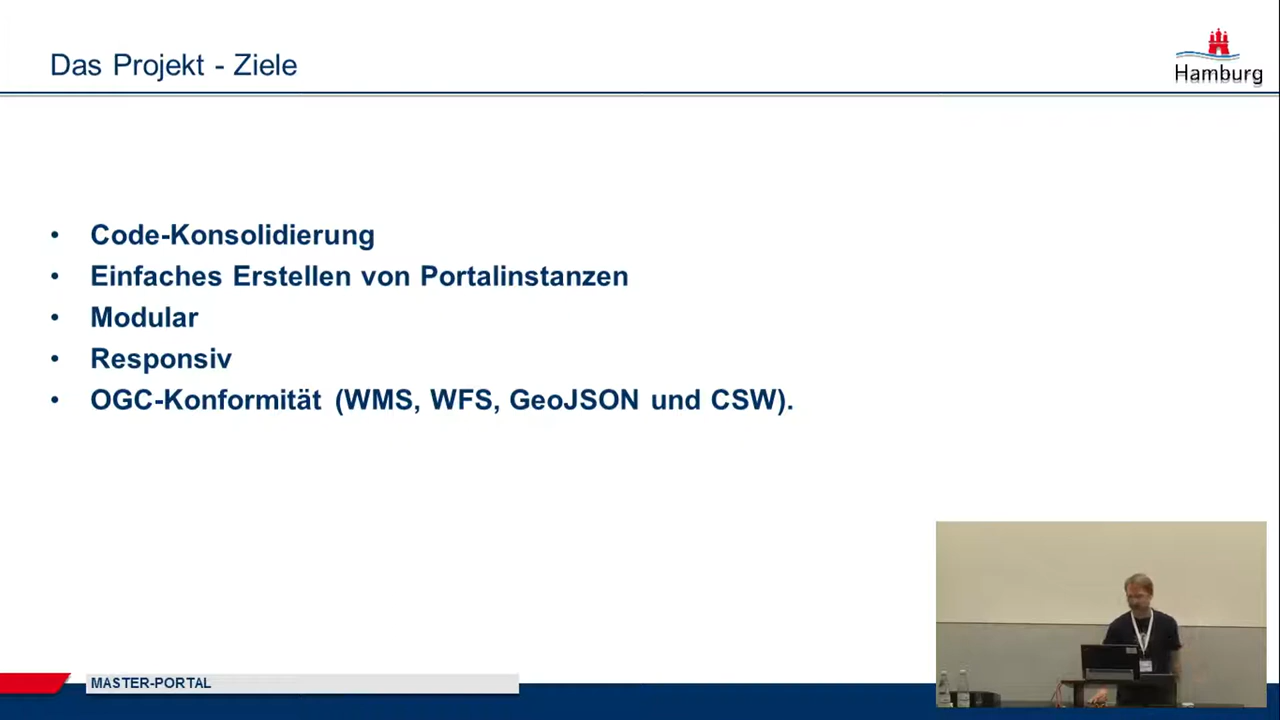 Das Projekt - Ziele
Hamburg
• Code-Konsolidierung
• Einfaches Erstellen von Portalinstanzen
• Modular
• Responsiv
• OGC-Konformität (WMS, WFS, GeoJSON und CSW).
MASTER-PORTAL